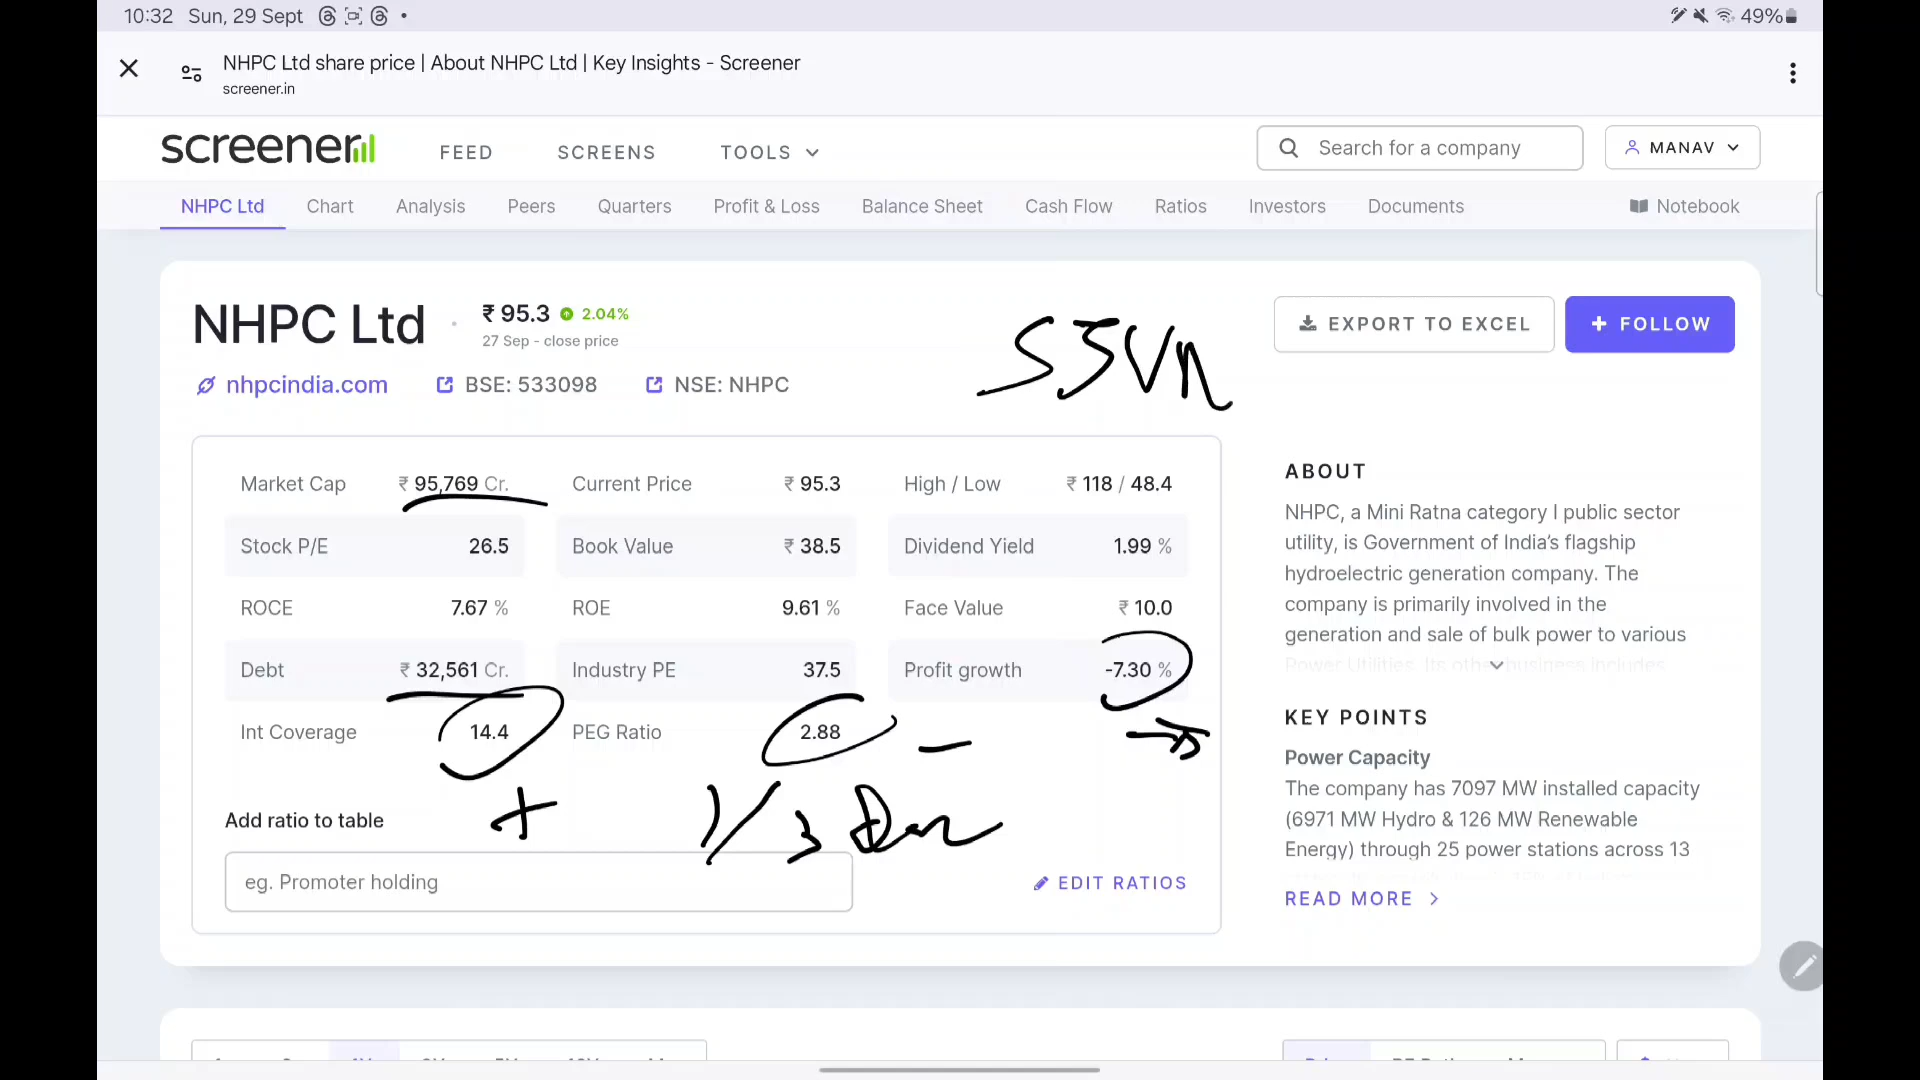 10:32 Sun, 29 Sept 49%
NHPC Ltd share price | About NHPC Ltd | Key Insights - Screener
screener.in
screener FEED SCREENS TOOLS Search for a company MANAV
NHPC Ltd Chart Analysis Peers Quarters Profit & Loss Balance Sheet Cash Flow Ratios Investors Documents Notebook
NHPC Ltd ₹ 95.3 2.04%
27 Sep - close price
SJVN
EXPORT TO EXCEL + FOLLOW
nhpcindia.com BSE: 533098 NSE: NHPC
Market Cap ₹ 95,769 Cr. Current Price ₹ 95.3 High / Low ₹ 118 / 48.4
Stock P/E 26.5 Book Value ₹ 38.5 Dividend Yield 1.99 %
ROCE 7.67 % ROE 9.61 % Face Value ₹ 10.0
Debt ₹ 32,561 Cr. Industry PE 37.5 Profit growth -7.30 %
Int Coverage 14.4 PEG Ratio 2.88 -
+ 1/3
Add ratio to table
eg. Promoter holding EDIT RATIOS
ABOUT
NHPC, a Mini Ratna category I public sector
utility, is Government of India's flagship
hydroelectric generation company. The
company is primarily involved in the
generation and sale of bulk power to various
Power Utilities. Its other business includes
KEY POINTS
Power Capacity
The company has 7097 MW installed capacity
(6971 MW Hydro & 126 MW Renewable
Energy) through 25 power stations across 13
READ MORE